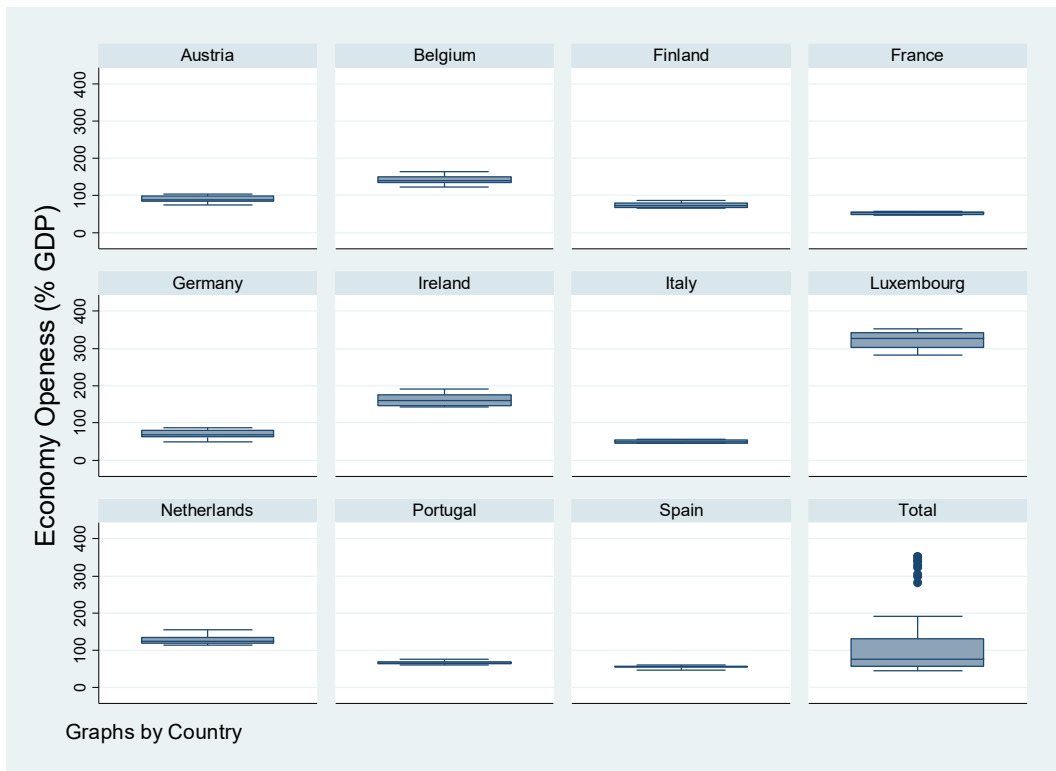 Economy Openess (% GDP)
Austria
Belgium
Finland
France
400
300
200
100
0
Germany
Ireland
Italy
Luxembourg
400
300
200
100
0
Netherlands
Portugal
Spain
Total
400
300
200
100
0
Graphs by Country